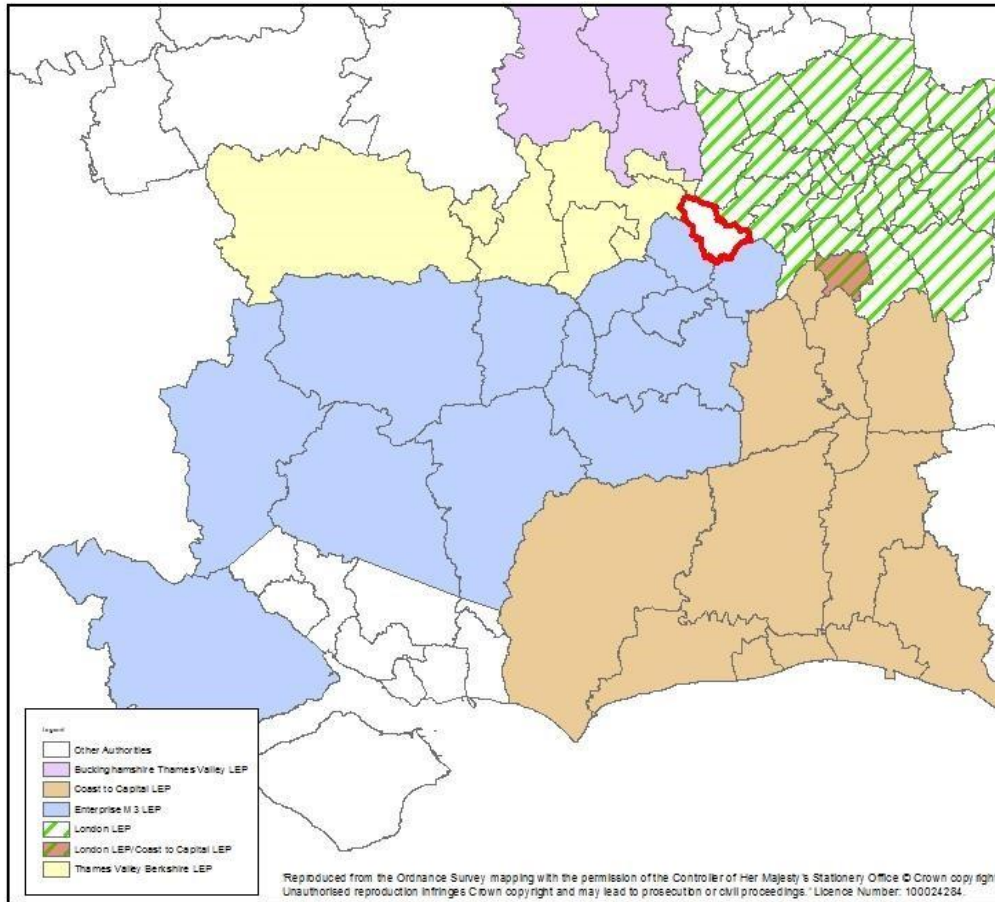 Legend
Other Authorities
Buckinghamshire Thames Valley LEP
Coast to Capital LEP
Enterprise M3 LEP
London LEP
London LEP/Coast to Capital LEP
Thames Valley Berkshire LEP
'Reproduced from the Ordnance Survey mapping with the permission of the Controller of Her Majesty's Stationery Office © Crown copyright
Unauthorised reproduction infringes Crown copyright and may lead to prosecution or civil proceedings.' Licence Number: 100024284.